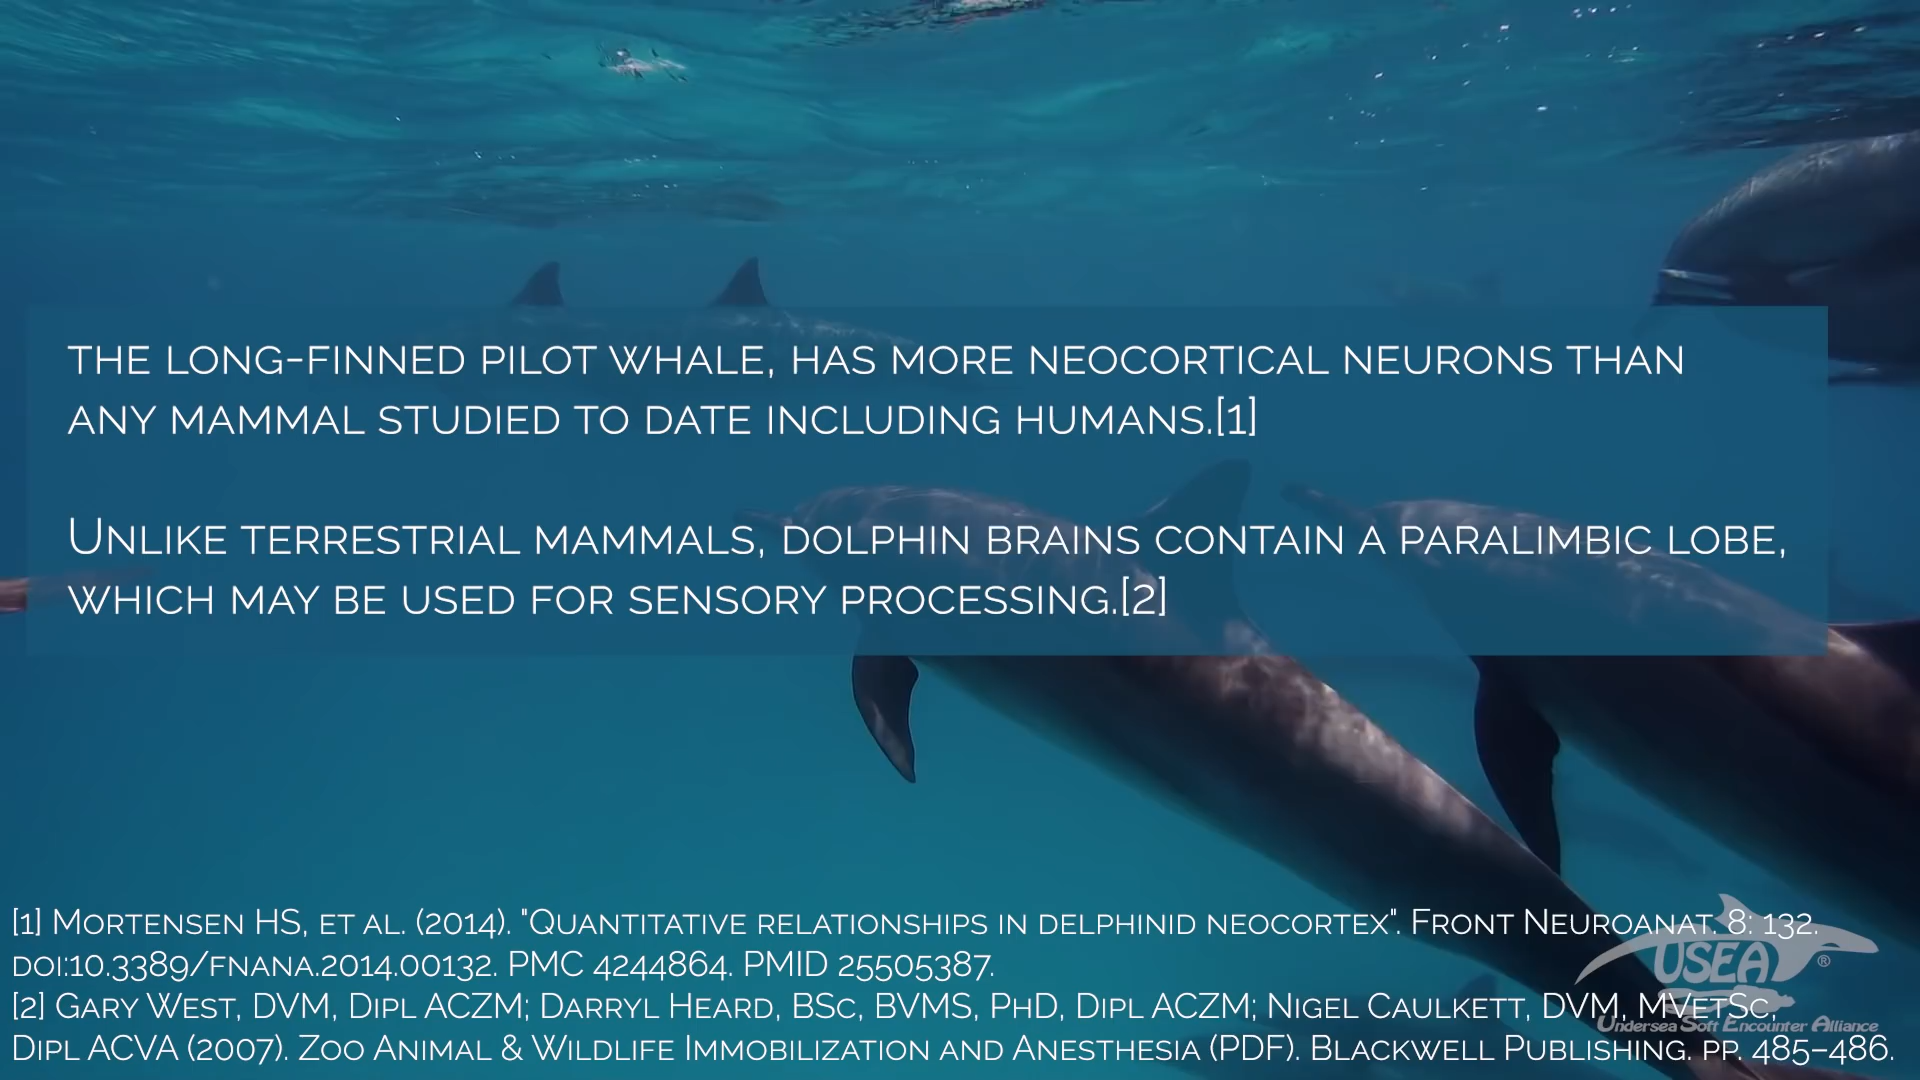 the long-finned pilot whale, has more neocortical neurons than
any mammal studied to date including humans.[1]
Unlike terrestrial mammals, dolphin brains contain a paralimbic lobe,
which may be used for sensory processing.[2]
[1] Mortensen HS, et al. (2014). "Quantitative relationships in delphinid neocortex". Front Neuroanat. 8: 132.
doi:10.3389/fnana.2014.00132. PMC 4244864. PMID 25505387.
[2] Gary West, DVM, Dipl ACZM; Darryl Heard, BSc, BVMS, PhD, Dipl ACZM; Nigel Caulkett, DVM, MVetSc,
Dipl ACVA (2007). Zoo Animal & Wildlife Immobilization and Anesthesia (PDF). Blackwell Publishing. pp. 485–486.
USEA ®
Undersea Soft Encounter Alliance